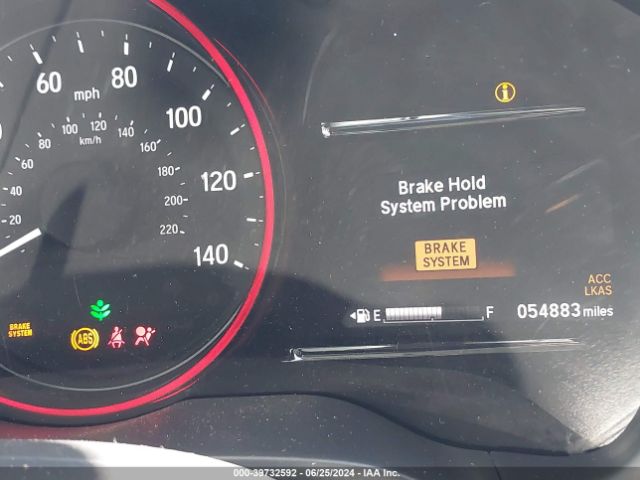 60
80
mph
100
120
140
80
100
120
140
km/h
60
160
40
180
200
20
220
i
Brake Hold
System Problem
BRAKE
SYSTEM
ACC
LKAS
E
F
054883 miles
BRAKE
SYSTEM
ABS
000-39732592 - 06/25/2024 - IAA Inc.